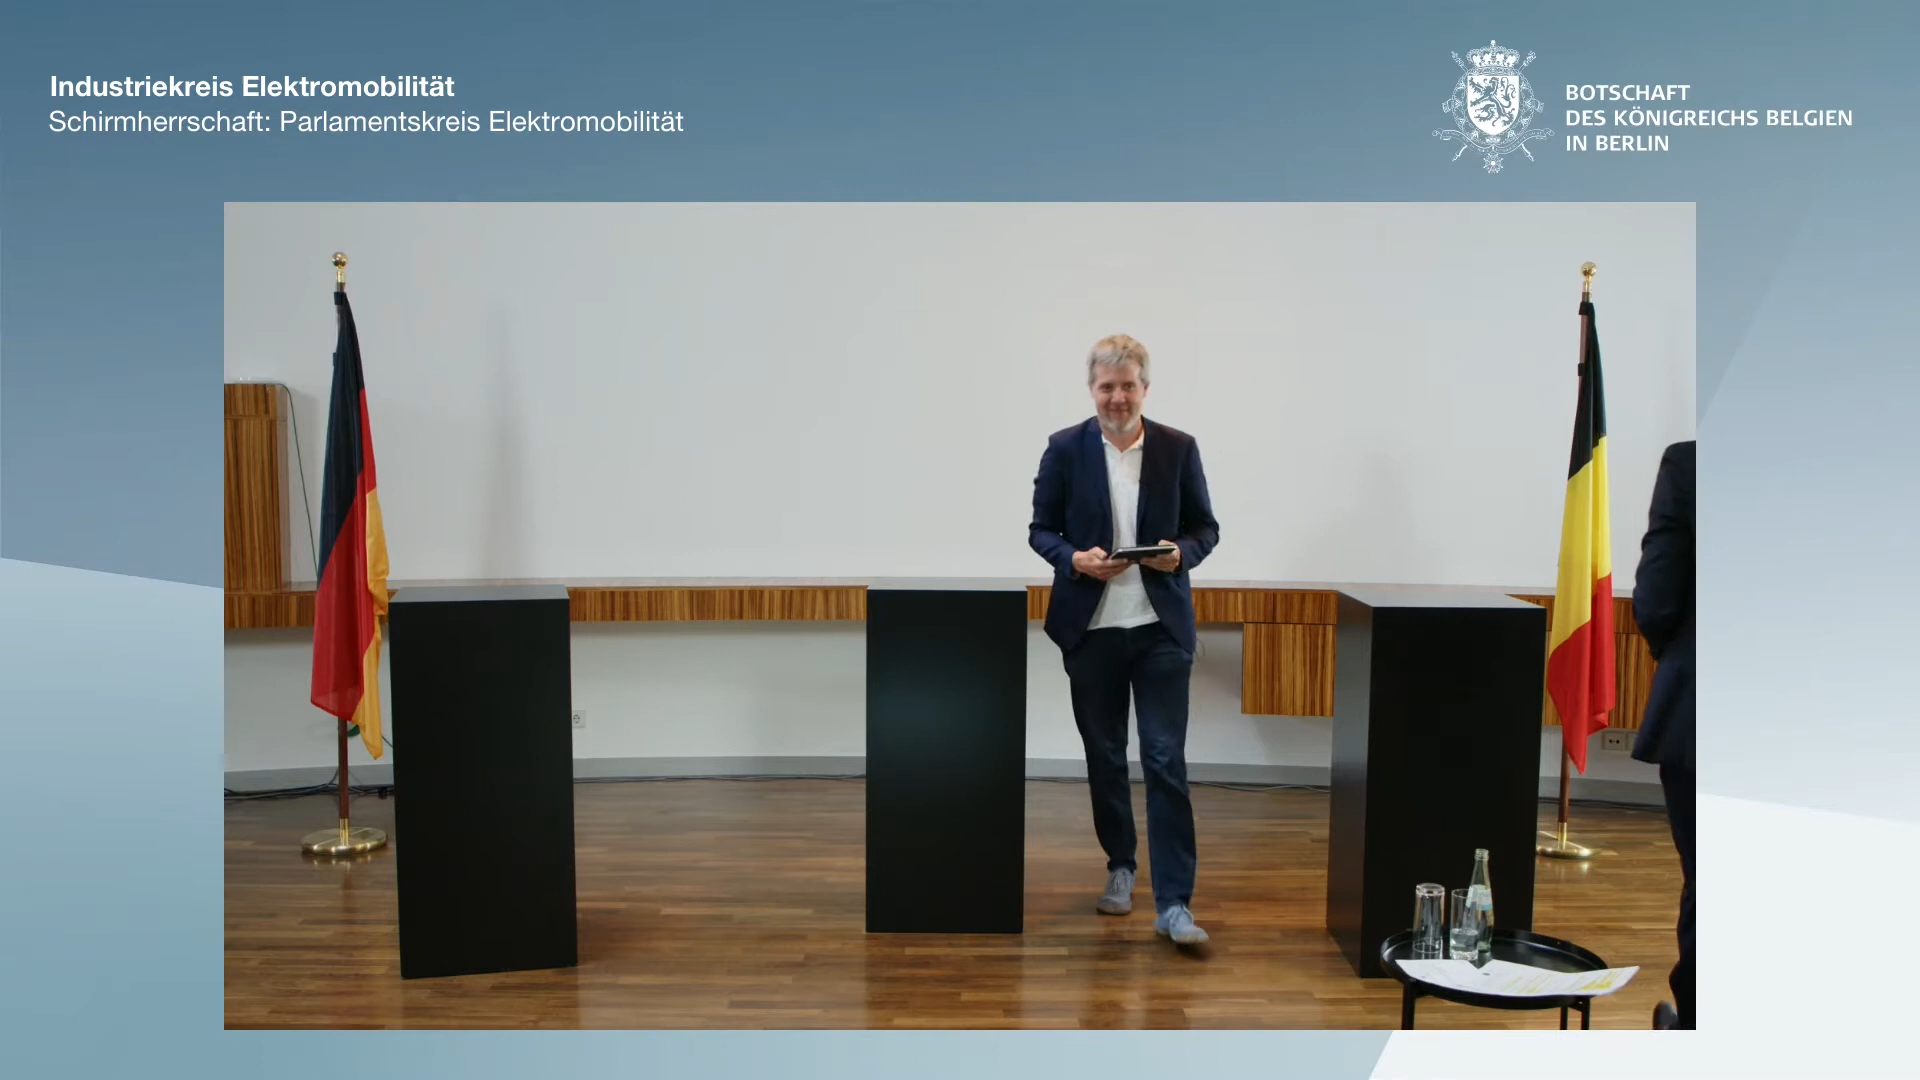 Industriekreis Elektromobilität
Schirmherrschaft: Parlamentskreis Elektromobilität
BOTSCHAFT
DES KÖNIGREICHS BELGIEN
IN BERLIN